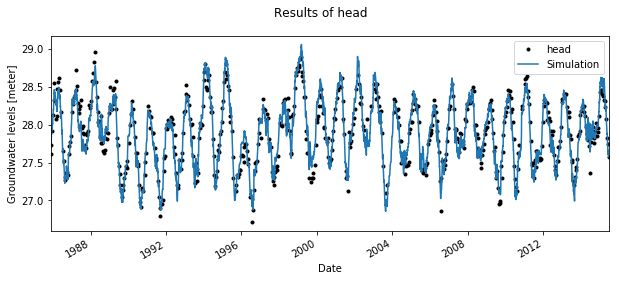 Results of head
Groundwater levels [meter]
29.0
28.5
28.0
27.5
27.0
head
Simulation
1988
1992
1996
2000
2004
2008
2012
Date